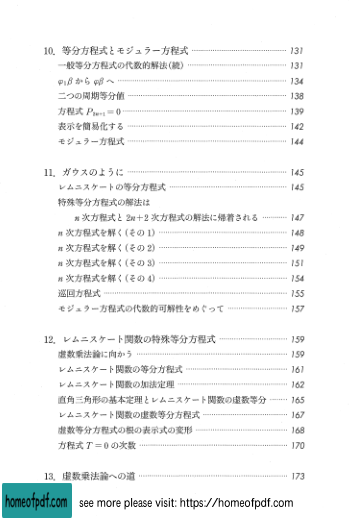 10. 等分方程式とモジュラー方程式 131
一般等分方程式の代数的解法(続) 131
φ₁β から φβ へ 134
二つの周期等分値 138
方程式 P₂ₙ₊₁ = 0 139
表示を簡易化する 142
モジュラー方程式 144
11. ガウスのように 145
レムニスケートの等分方程式 145
特殊等分方程式の解法は
n 次方程式と 2n+2 次方程式の解法に帰着される 147
n 次方程式を解く(その1) 148
n 次方程式を解く(その2) 149
n 次方程式を解く(その3) 151
n 次方程式を解く(その4) 154
巡回方程式 155
モジュラー方程式の代数的可解性をめぐって 157
12. レムニスケート関数の特殊等分方程式 159
虚数乗法論に向かう 159
レムニスケート関数の等分方程式 161
レムニスケート関数の加法定理 162
直角三角形の基本定理とレムニスケート関数の虚数等分 165
レムニスケート関数の虚数等分方程式 167
虚数等分方程式の根の表示式の変形 168
方程式 T = 0 の次数 170
13. 虚数乗法論への道 173
homeofpdf.com see more please visit: https://homeofpdf.com